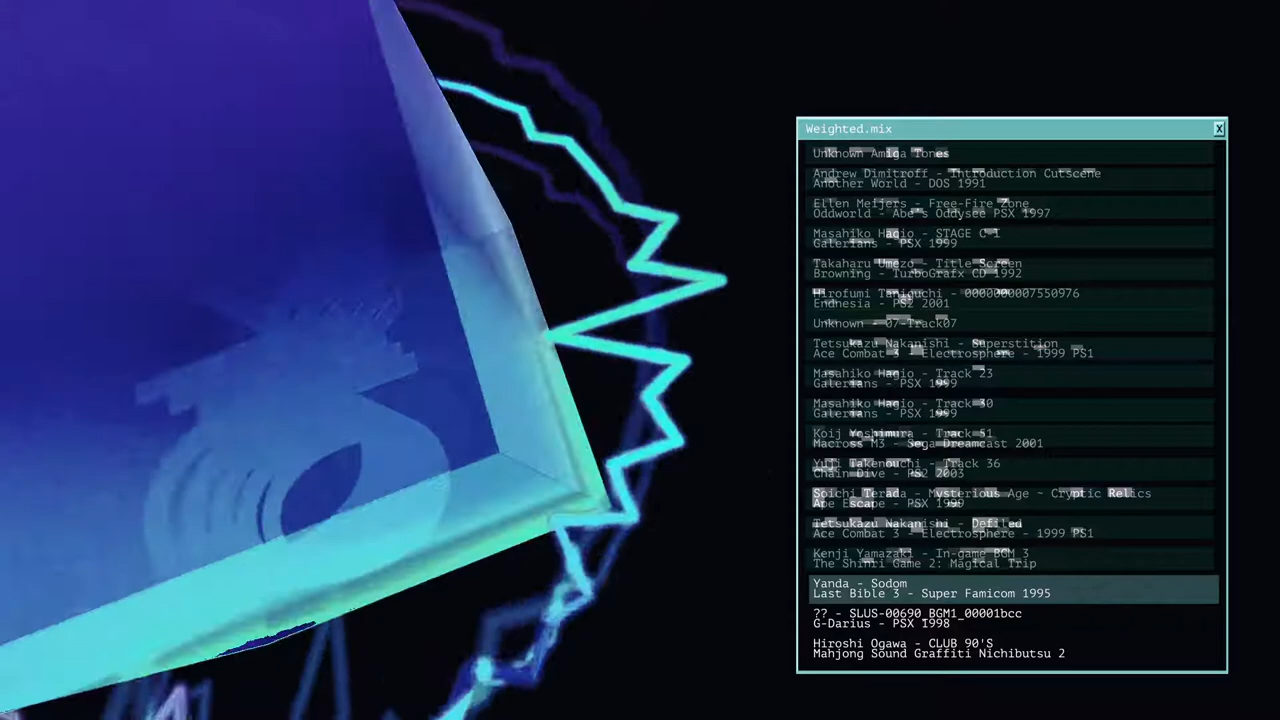 Weighted.mix
X
Unknown Amiga Tones
Andrew Dimitroff - Introduction Cutscene
Another World - DOS 1991
Ellen Meijers - Free-Fire Zone
Oddworld - Abe's Oddysee PSX 1997
Masahiko Hagio - STAGE C-1
Galerians - PSX 1999
Takaharu Umezo - Title Screen
Browning - TurboGrafx CD 1992
Hirofumi Taniguchi - 0000000007550976
Endnesia - PS2 2001
Unknown - 07-Track07
Tetsukazu Nakanishi - Superstition
Ace Combat 3 - Electrosphere - 1999 PS1
Masahiko Hagio - Track 23
Galerians - PSX 1999
Masahiko Hagio - Track 30
Galerians - PSX 1999
Koij Yoshimura - Track 51
Macross M3 - Sega Dreamcast 2001
Yuji Takenouchi - Track 36
Chain Dive - PS2 2003
Soichi Terada - Mysterious Age ~ Cryptic Relics
Ape Escape - PSX 1999
Tetsukazu Nakanishi - Defiled
Ace Combat 3 - Electrosphere - 1999 PS1
Kenji Yamazaki - In-game BGM 3
The Shinri Game 2: Magical Trip
Yanda - Sodom
Last Bible 3 - Super Famicom 1995
?? - SLUS-00690_BGM1_00001bcc
G-Darius - PSX 1998
Hiroshi Ogawa - CLUB 90'S
Mahjong Sound Graffiti Nichibutsu 2